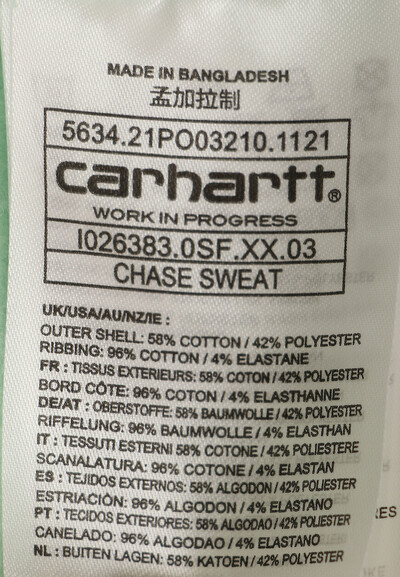 MADE IN BANGLADESH
孟加拉制
5634.21PO03210.1121
carhartt®
WORK IN PROGRESS
I026383.0SF.XX.03
CHASE SWEAT
UK/USA/AU/NZ/IE :
OUTER SHELL: 58% COTTON / 42% POLYESTER
RIBBING: 96% COTTON / 4% ELASTANE
FR : TISSUS EXTERIEURS: 58% COTON / 42% POLYESTER
BORD CÔTE: 96% COTON / 4% ELASTHANNE
DE/AT : OBERSTOFFE: 58% BAUMWOLLE / 42% POLYESTER
RIFFELUNG: 96% BAUMWOLLE / 4% ELASTHAN
IT : TESSUTI ESTERNI 58% COTONE / 42% POLIESTERE
SCANALATURA: 96% COTONE / 4% ELASTAN
ES : TEJIDOS EXTERNOS: 58% ALGODON / 42% POLIESTER
ESTRIACIÓN: 96% ALGODON / 4% ELASTANO
PT : TECIDOS EXTERIORES: 58% ALGODAO / 42% POLIESTER
CANELADO: 96% ALGODAO / 4% ELASTANO
NL : BUITEN LAGEN: 58% KATOEN / 42% POLYESTER